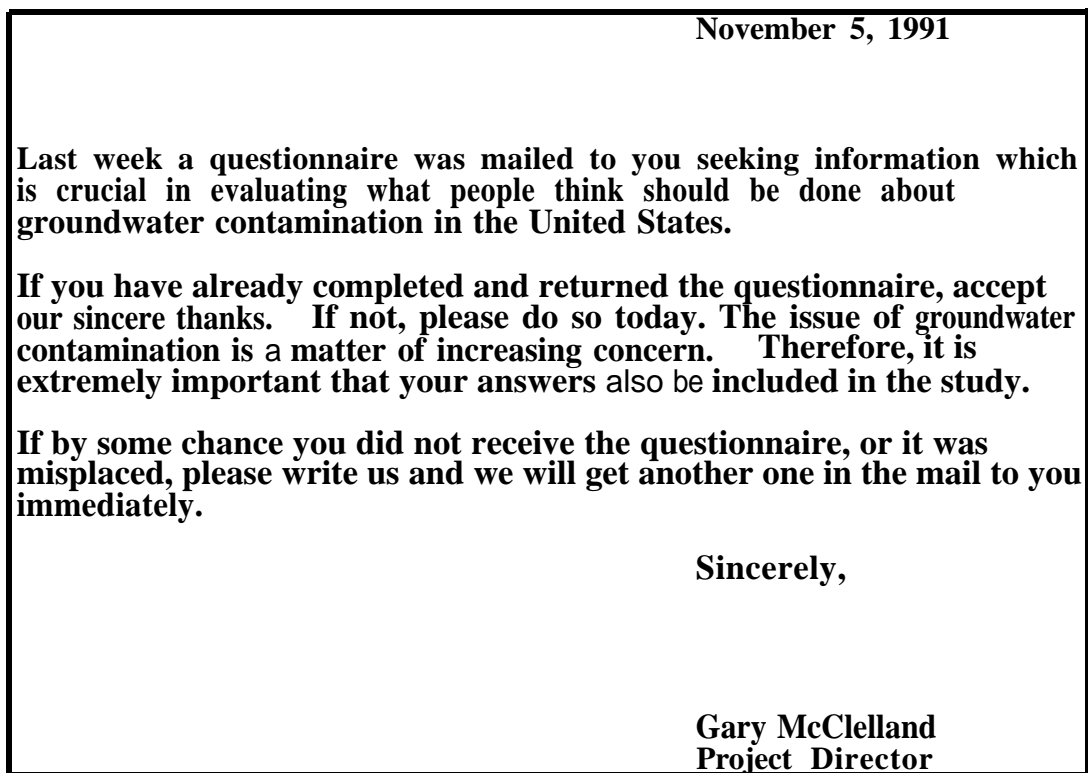 November 5, 1991
Last week a questionnaire was mailed to you seeking information which
is crucial in evaluating what people think should be done about
groundwater contamination in the United States.
If you have already completed and returned the questionnaire, accept
our sincere thanks. If not, please do so today. The issue of groundwater
contamination is a matter of increasing concern. Therefore, it is
extremely important that your answers also be included in the study.
If by some chance you did not receive the questionnaire, or it was
misplaced, please write us and we will get another one in the mail to you
immediately.
Sincerely,
Gary McClelland
Project Director